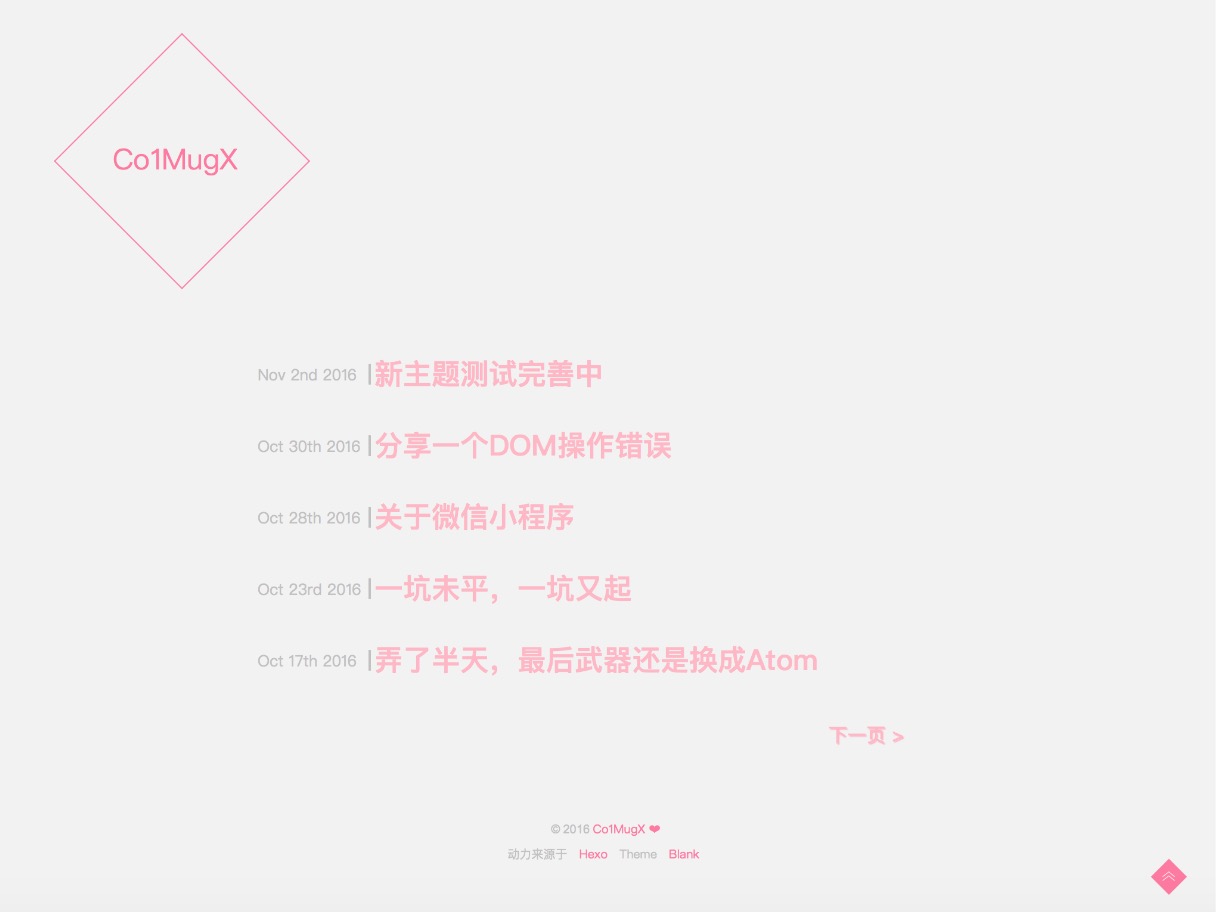 Co1MugX
Nov 2nd 2016 |新主题测试完善中
Oct 30th 2016 |分享一个DOM操作错误
Oct 28th 2016 |关于微信小程序
Oct 23rd 2016 |一坑未平，一坑又起
Oct 17th 2016 |弄了半天，最后武器还是换成Atom
下一页 >
© 2016 Co1MugX ❤
动力来源于 Hexo Theme Blank